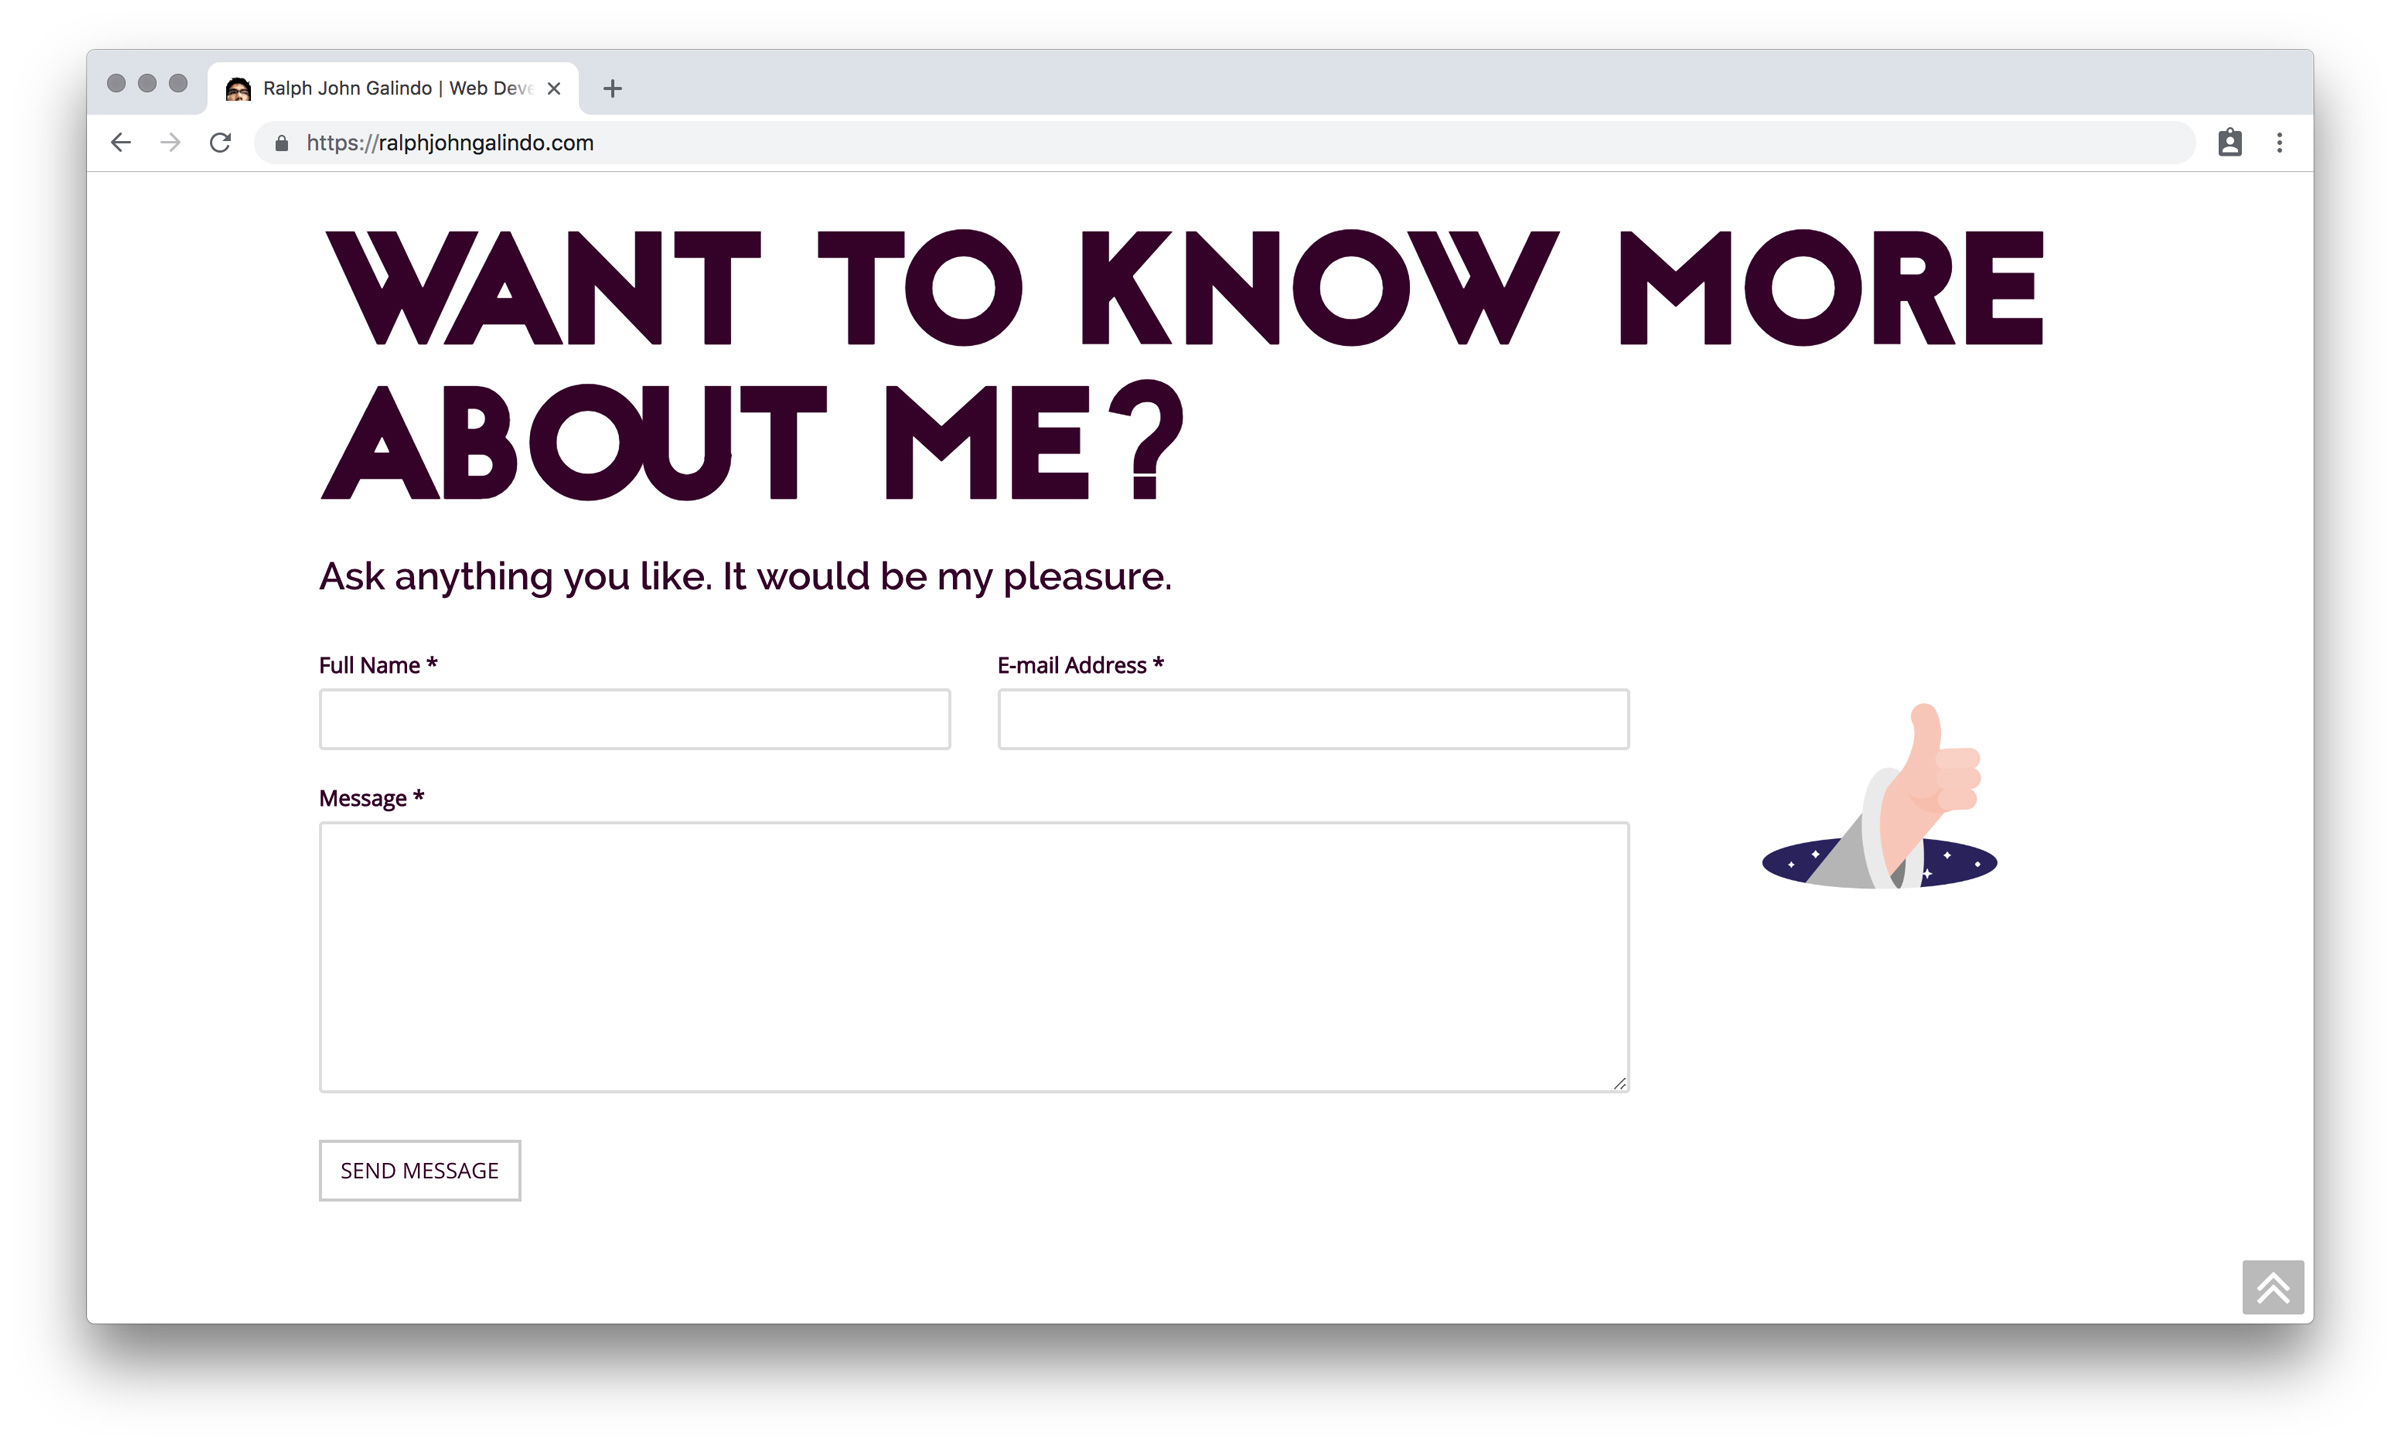 Ralph John Galindo | Web Deve
https://ralphjohngalindo.com
WANT TO KNOW MORE
ABOUT ME?
Ask anything you like. It would be my pleasure.
Full Name *
E-mail Address *
Message *
SEND MESSAGE